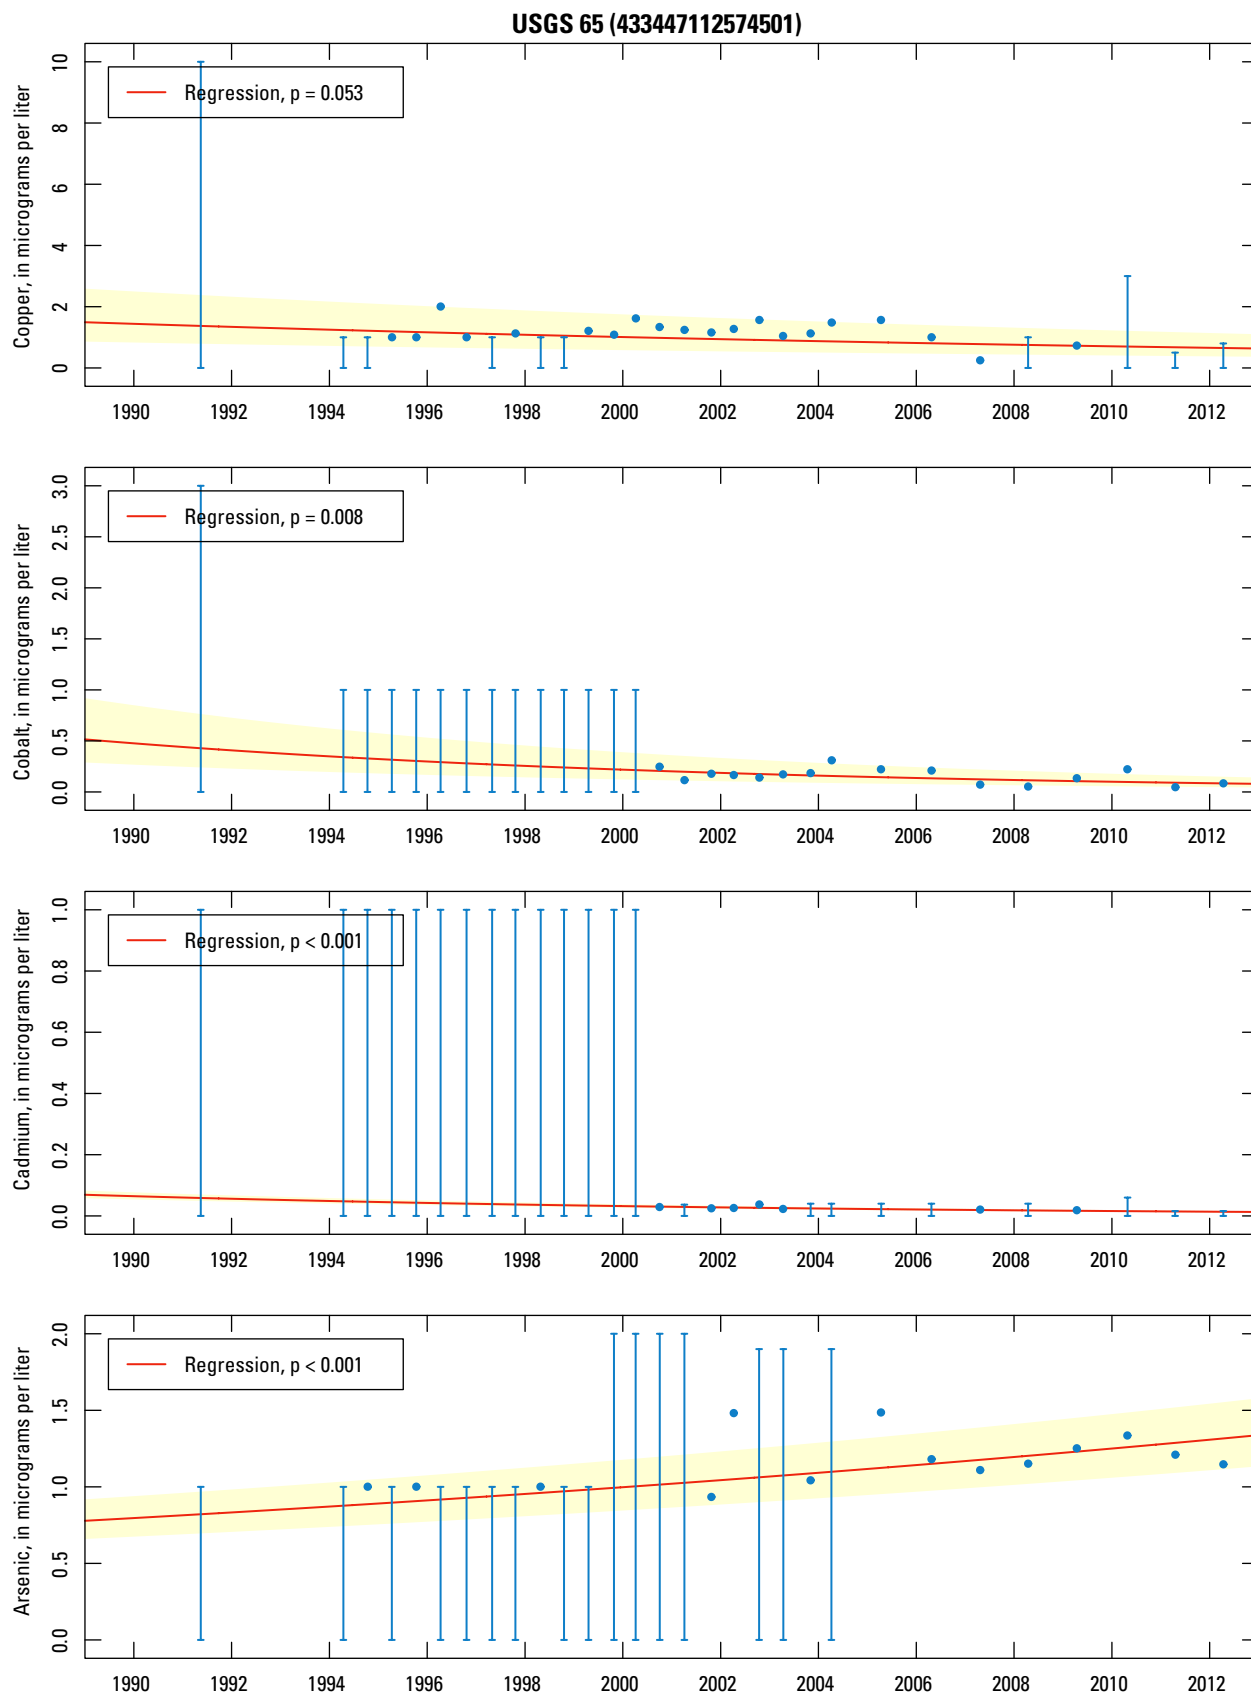 USGS 65 (433447112574501)
Copper, in micrograms per liter
10
8
6
4
2
0
Regression, p = 0.053
1990 1992 1994 1996 1998 2000 2002 2004 2006 2008 2010 2012
Cobalt, in micrograms per liter
3.0
2.5
2.0
1.5
1.0
0.5
0.0
Regression, p = 0.008
1990 1992 1994 1996 1998 2000 2002 2004 2006 2008 2010 2012
Cadmium, in micrograms per liter
1.0
0.8
0.6
0.4
0.2
0.0
Regression, p < 0.001
1990 1992 1994 1996 1998 2000 2002 2004 2006 2008 2010 2012
Arsenic, in micrograms per liter
2.0
1.5
1.0
0.5
0.0
Regression, p < 0.001
1990 1992 1994 1996 1998 2000 2002 2004 2006 2008 2010 2012